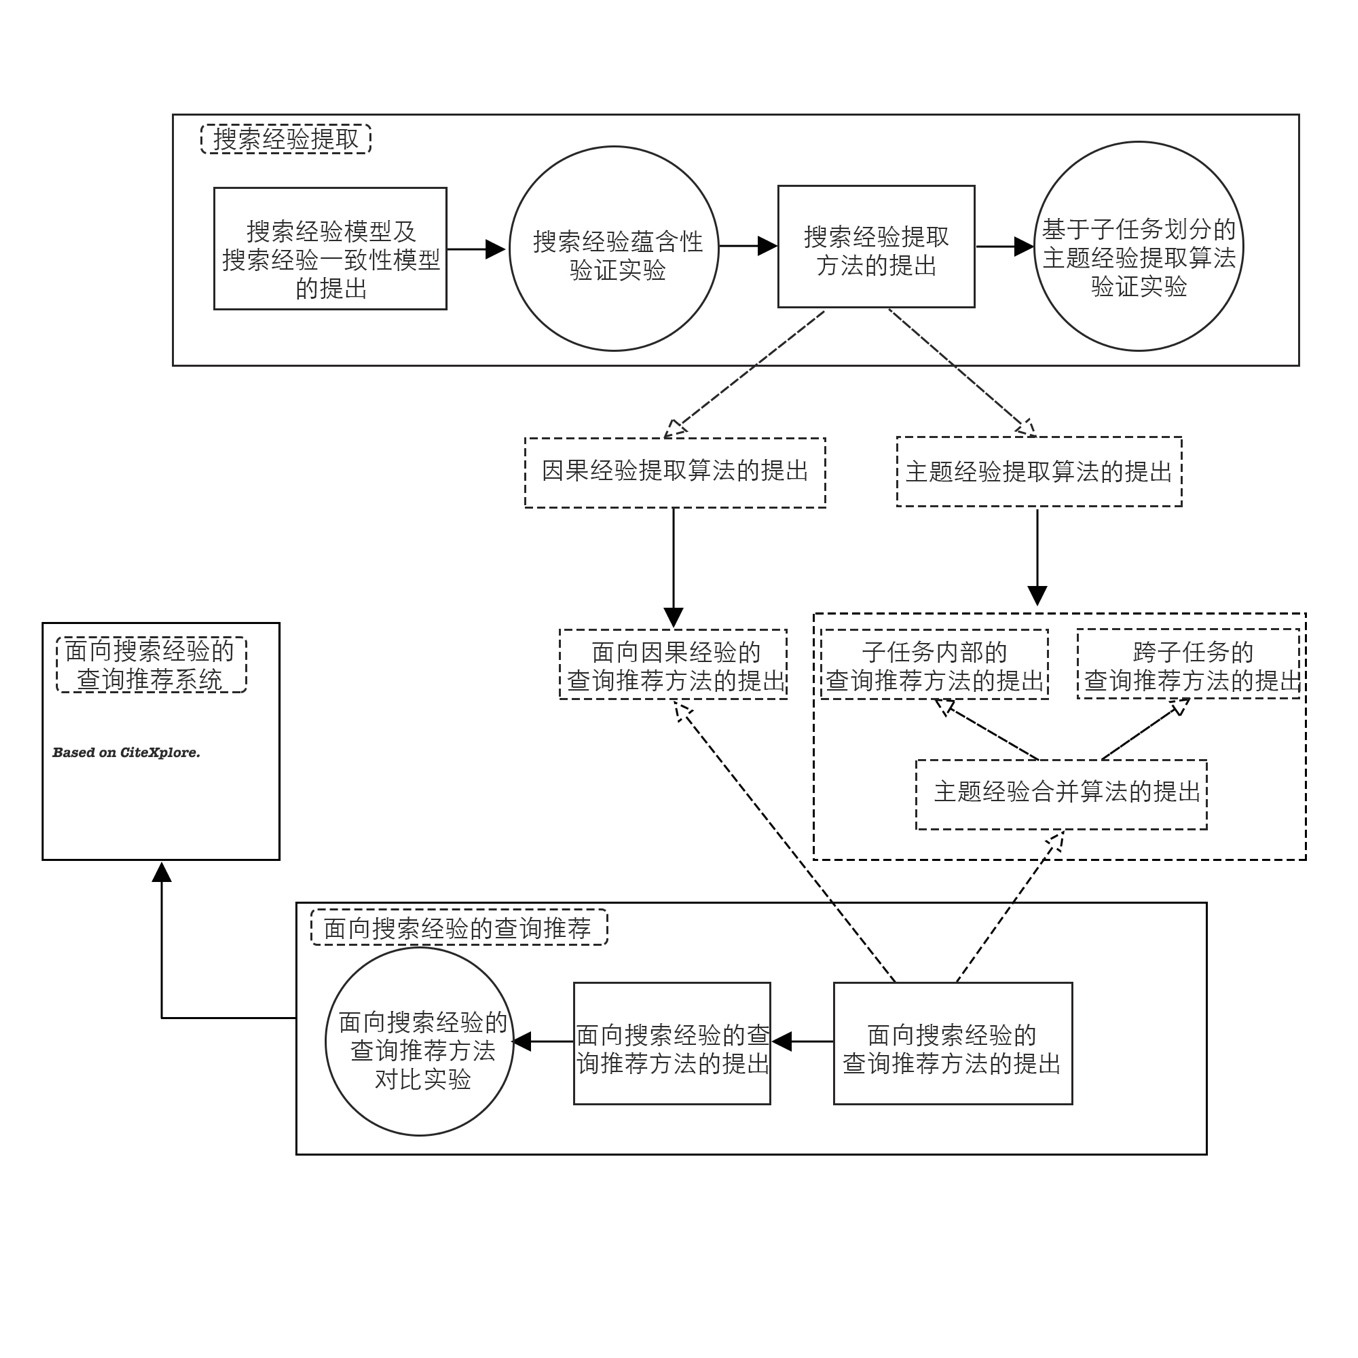 搜索经验提取
搜索经验模型及
搜索经验一致性模型
的提出
搜索经验蕴含性
验证实验
搜索经验提取
方法的提出
基于子任务划分的
主题经验提取算法
验证实验
因果经验提取算法的提出
主题经验提取算法的提出
面向搜索经验的
查询推荐系统
Based on CiteXplore.
面向因果经验的
查询推荐方法的提出
子任务内部的
查询推荐方法的提出
跨子任务的
查询推荐方法的提出
主题经验合并算法的提出
面向搜索经验的查询推荐
面向搜索经验的
查询推荐方法
对比实验
面向搜索经验的查
询推荐方法的提出
面向搜索经验的
查询推荐方法的提出